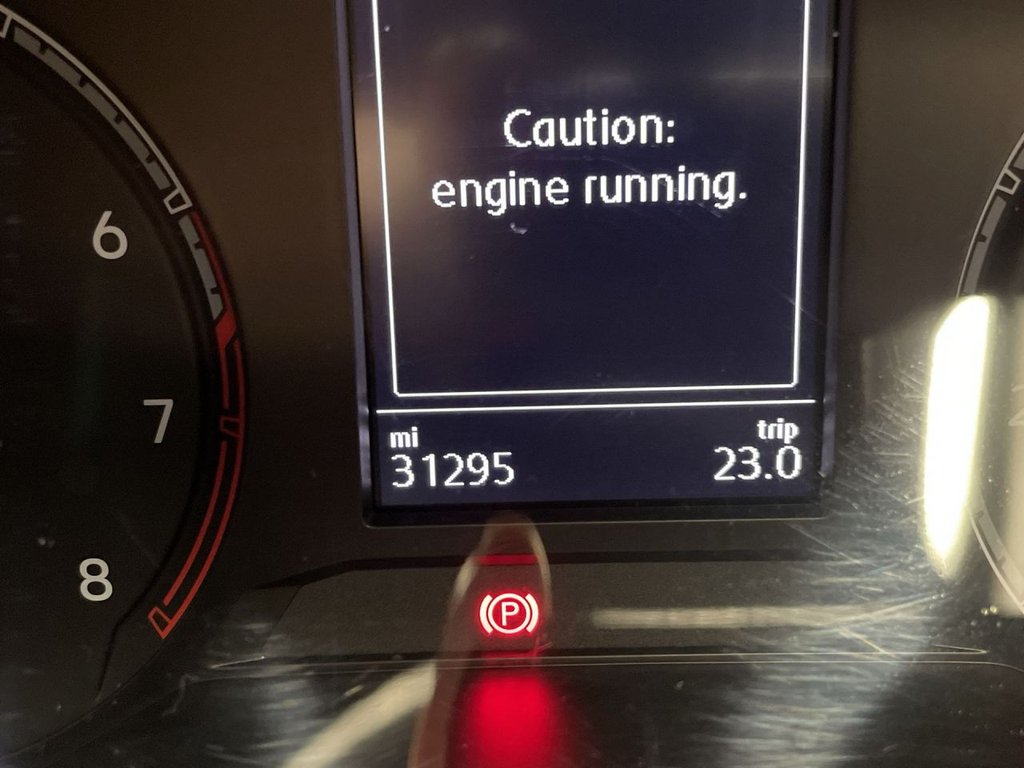 Caution:
engine running.
mi
trip
31295
23.0
6
7
8
P